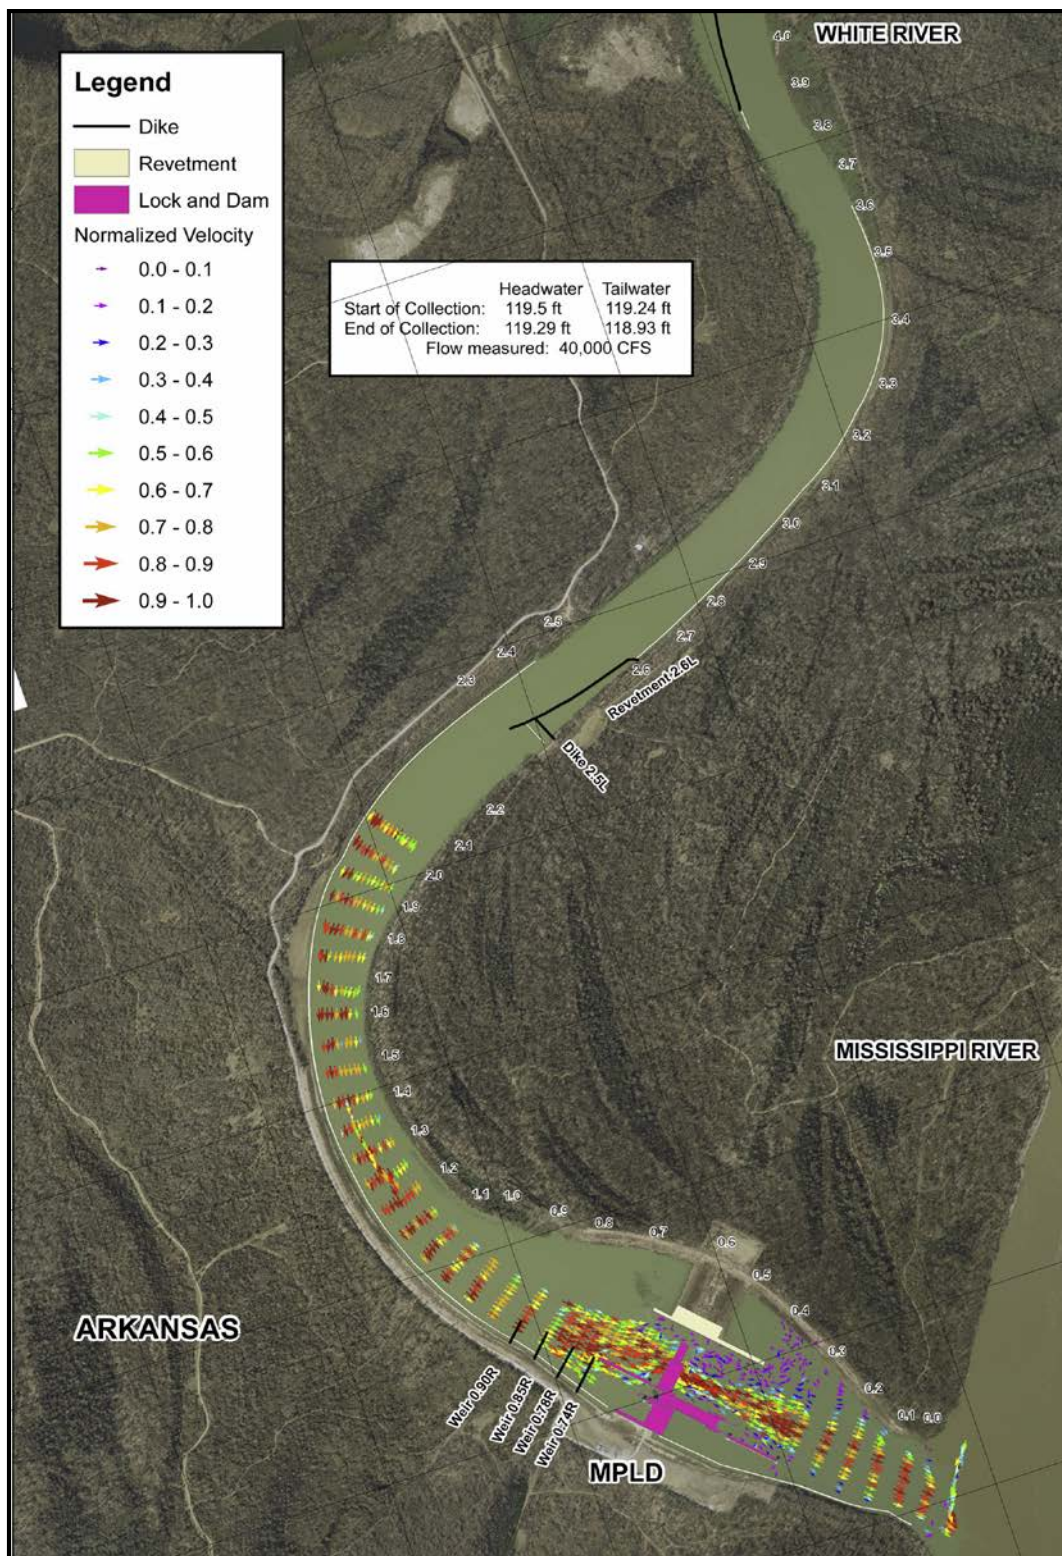 WHITE RIVER
Legend
Dike
Revetment
Lock and Dam
Normalized Velocity
0.0 - 0.1
0.1 - 0.2
0.2 - 0.3
0.3 - 0.4
0.4 - 0.5
0.5 - 0.6
0.6 - 0.7
0.7 - 0.8
0.8 - 0.9
0.9 - 1.0
Headwater Tailwater
Start of Collection: 119.5 ft 119.24 ft
End of Collection: 119.29 ft 118.93 ft
Flow measured: 40,000 CFS
4.0
3.9
3.8
3.7
3.6
3.5
3.4
3.3
3.2
3.1
3.0
2.9
2.8
2.7
2.6
2.5
2.4
2.3
Revetment 2.6L
Dike 2.5L
2.2
2.1
2.0
1.9
1.8
1.7
1.6
1.5
1.4
1.3
1.2
1.1
1.0
0.9
0.8
0.7
0.6
0.5
0.4
0.3
0.2
0.1
0.0
MISSISSIPPI RIVER
ARKANSAS
Weir 0.90R
Weir 0.85R
Weir 0.78R
Weir 0.74R
MPLD